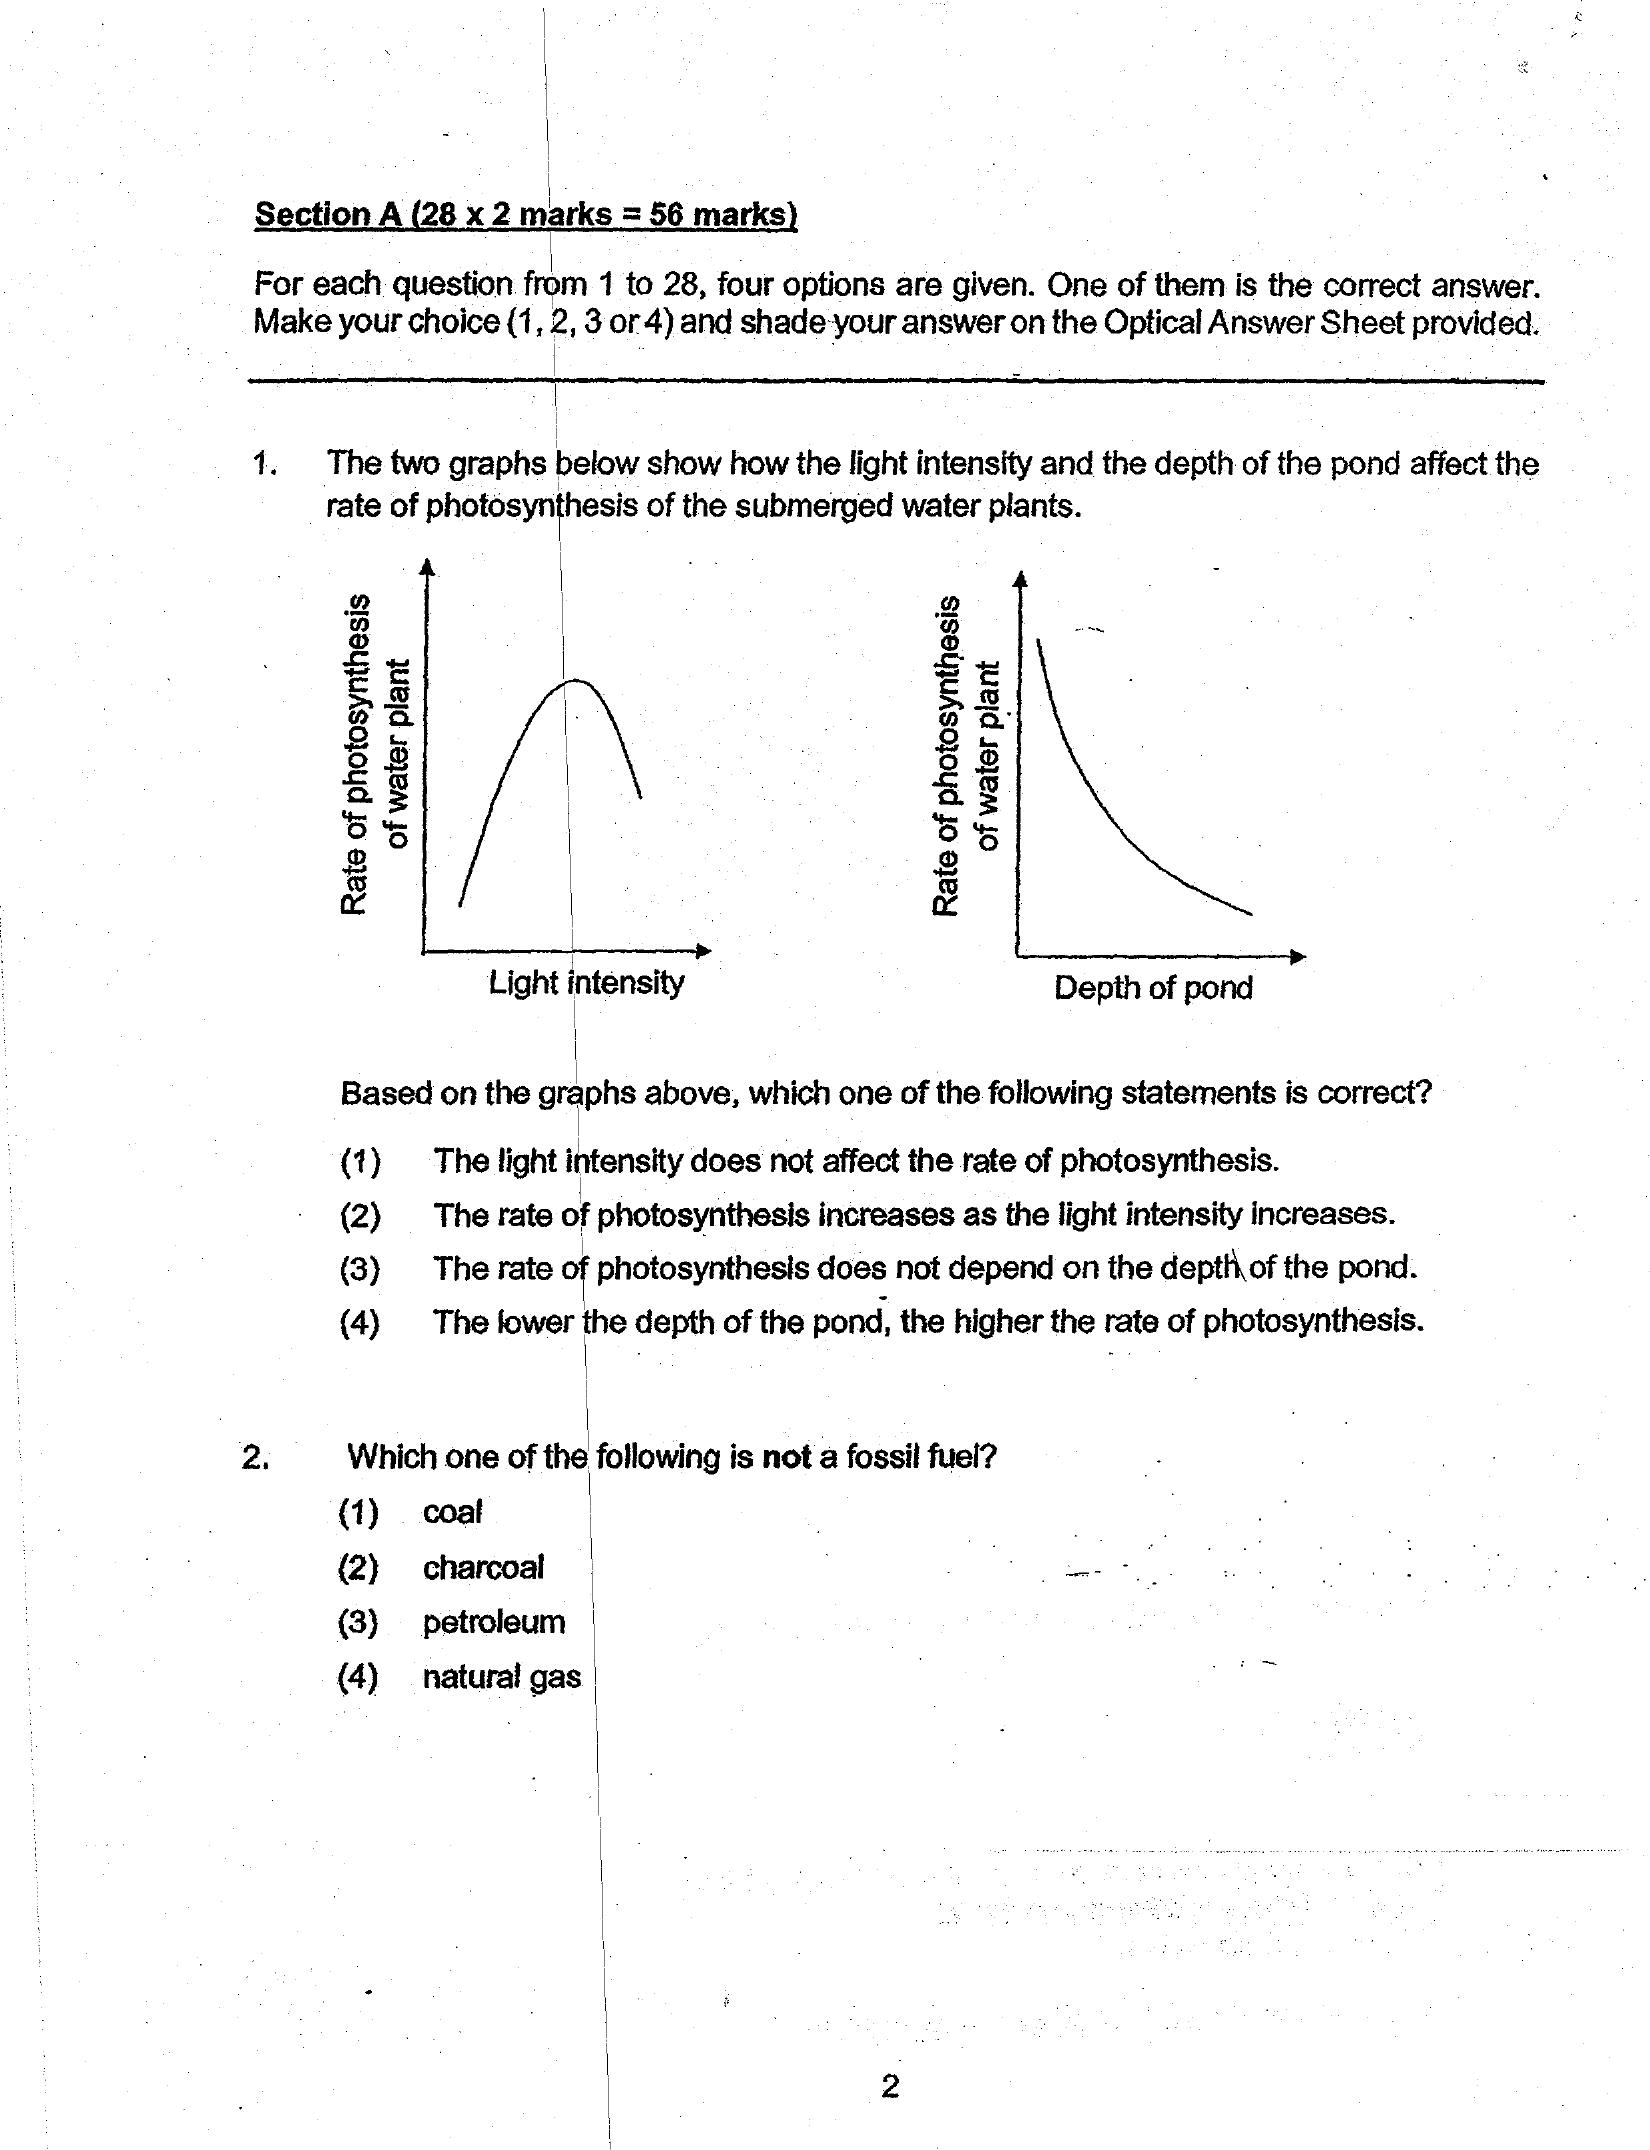 Section A (28 x 2 marks = 56 marks)
For each question from 1 to 28, four options are given. One of them is the correct answer.
Make your choice (1, 2, 3 or 4) and shade your answer on the Optical Answer Sheet provided.
1. The two graphs below show how the light intensity and the depth of the pond affect the
rate of photosynthesis of the submerged water plants.
Rate of photosynthesis
of water plant
Light intensity
Rate of photosynthesis
of water plant
Depth of pond
Based on the graphs above, which one of the following statements is correct?
(1) The light intensity does not affect the rate of photosynthesis.
(2) The rate of photosynthesis increases as the light intensity increases.
(3) The rate of photosynthesis does not depend on the depth of the pond.
(4) The lower the depth of the pond, the higher the rate of photosynthesis.
2. Which one of the following is not a fossil fuel?
(1) coal
(2) charcoal
(3) petroleum
(4) natural gas
2